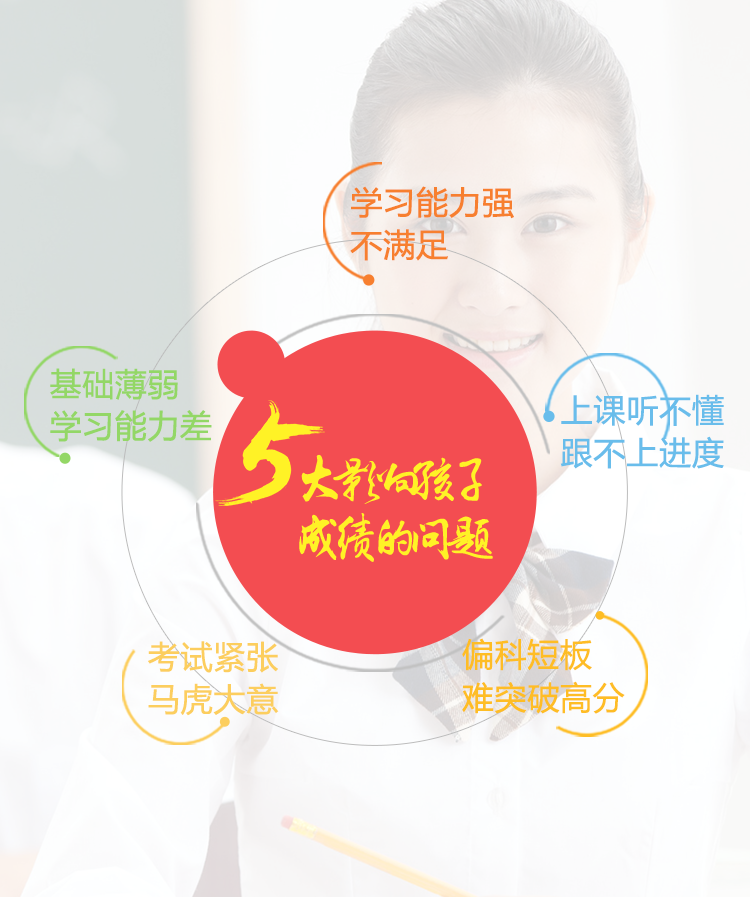 学习能力强
不满足
基础薄弱
学习能力差
上课听不懂
跟不上进度
5大影响孩子
成绩的问题
考试紧张
马虎大意
偏科短板
难突破高分